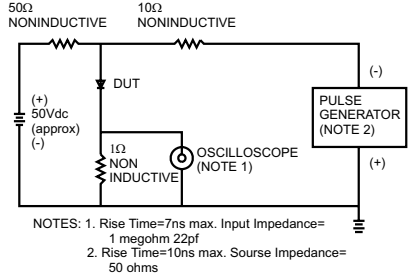 50Ω
NONINDUCTIVE
10Ω
NONINDUCTIVE
(-)
DUT
(+)
50Vdc
(approx)
(-)
PULSE
GENERATOR
(NOTE 2)
1Ω
NON
INDUCTIVE
OSCILLOSCOPE
(NOTE 1)
(+)
NOTES: 1. Rise Time=7ns max. Input Impedance=
1 megohm 22pf
2. Rise Time=10ns max. Sourse Impedance=
50 ohms